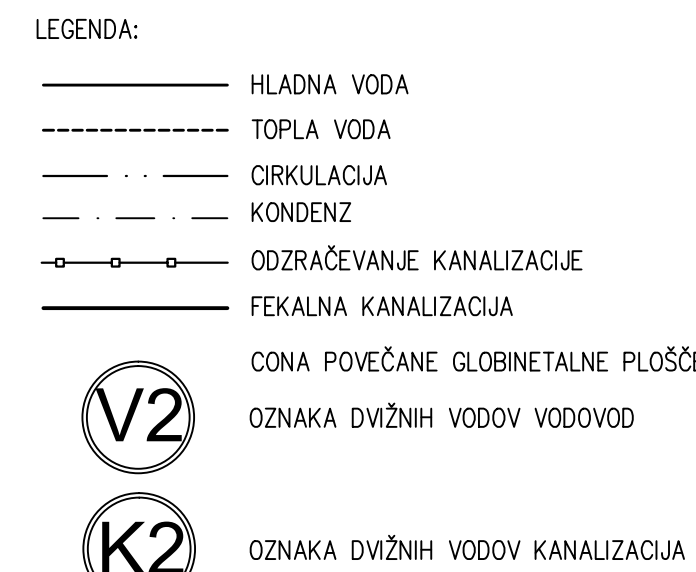 LEGENDA:
HLADNA VODA
TOPLA VODA
CIRKULACIJA
KONDENZ
ODZRAČEVANJE KANALIZACIJE
FEKALNA KANALIZACIJA
CONA POVEČANE GLOBINETALNE PLOŠČE
V2 OZNAKA DVIŽNIH VODOV VODOVOD
K2 OZNAKA DVIŽNIH VODOV KANALIZACIJA